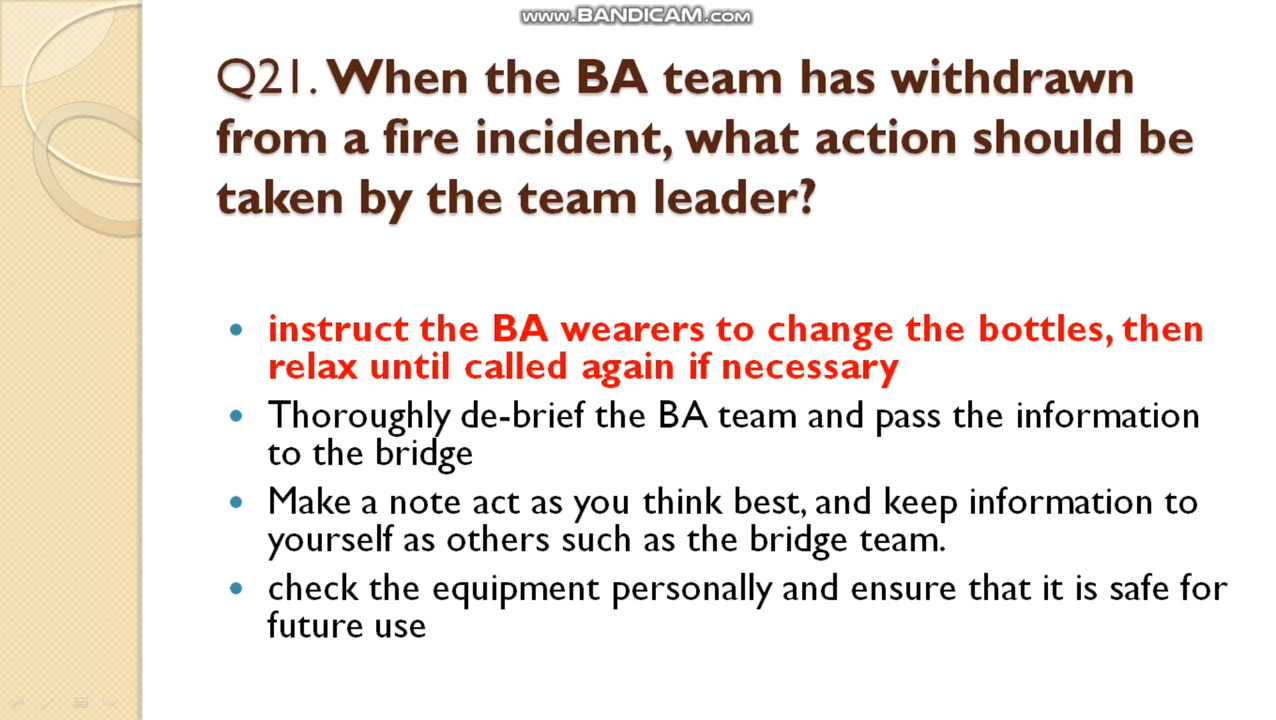 www.BANDICAM.com
Q21. When the BA team has withdrawn
from a fire incident, what action should be
taken by the team leader?
instruct the BA wearers to change the bottles, then
relax until called again if necessary
Thoroughly de-brief the BA team and pass the information
to the bridge
Make a note act as you think best, and keep information to
yourself as others such as the bridge team.
check the equipment personally and ensure that it is safe for
future use